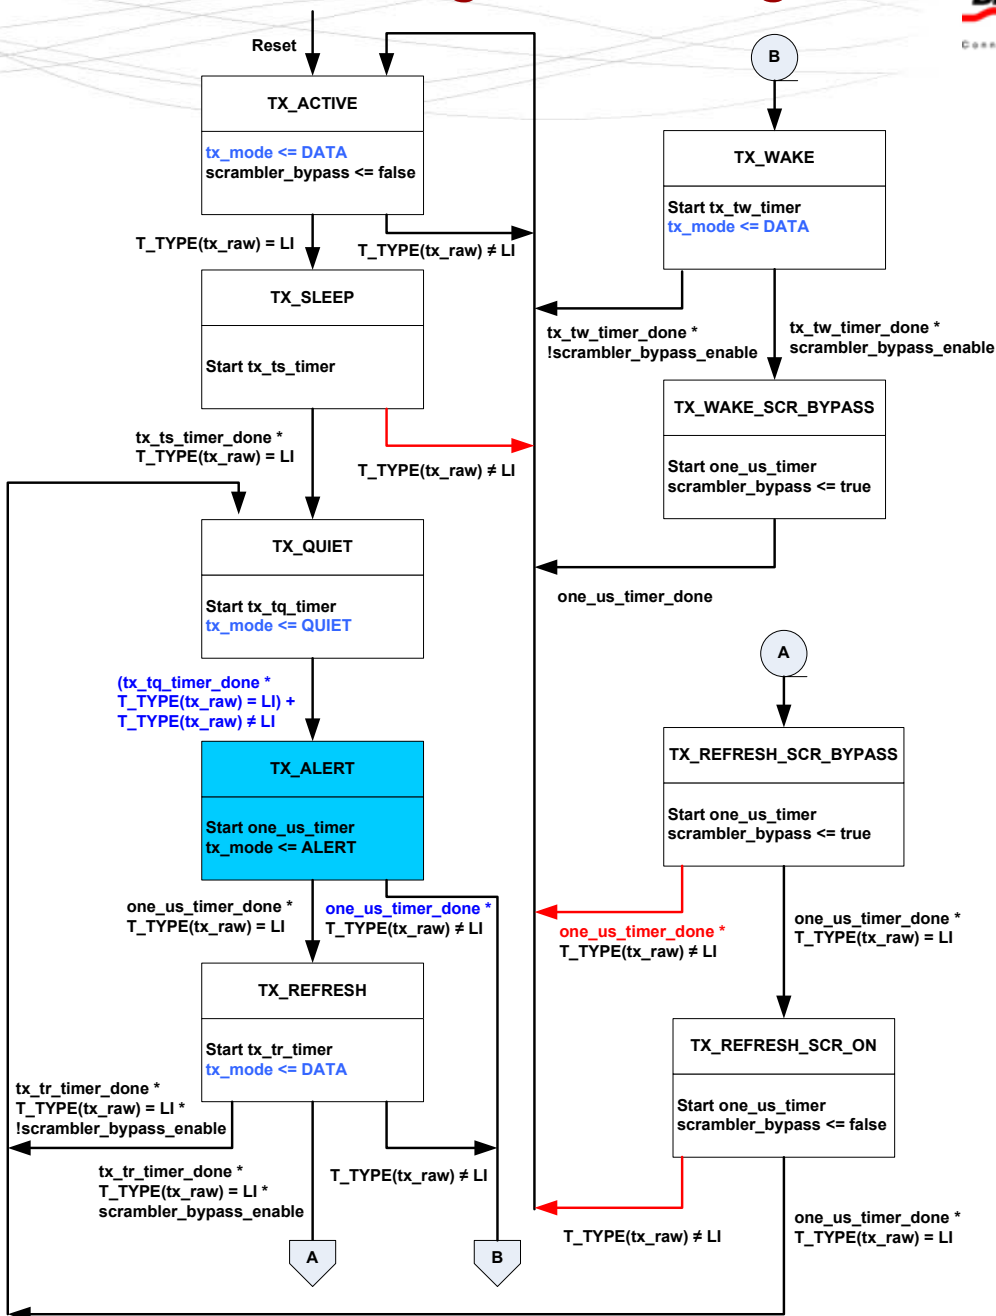 Reset
TX_ACTIVE
tx_mode <= DATA
scrambler_bypass <= false
T_TYPE(tx_raw) = LI
T_TYPE(tx_raw) ≠ LI
TX_SLEEP
Start tx_ts_timer
tx_ts_timer_done *
T_TYPE(tx_raw) = LI
T_TYPE(tx_raw) ≠ LI
TX_QUIET
Start tx_tq_timer
tx_mode <= QUIET
(tx_tq_timer_done *
T_TYPE(tx_raw) = LI) +
T_TYPE(tx_raw) ≠ LI
TX_ALERT
Start one_us_timer
tx_mode <= ALERT
one_us_timer_done *
T_TYPE(tx_raw) = LI
one_us_timer_done *
T_TYPE(tx_raw) ≠ LI
TX_REFRESH
Start tx_tr_timer
tx_mode <= DATA
tx_tr_timer_done *
T_TYPE(tx_raw) = LI *
!scrambler_bypass_enable
tx_tr_timer_done *
T_TYPE(tx_raw) = LI *
scrambler_bypass_enable
T_TYPE(tx_raw) ≠ LI
A
B
B
TX_WAKE
Start tx_tw_timer
tx_mode <= DATA
tx_tw_timer_done *
!scrambler_bypass_enable
tx_tw_timer_done *
scrambler_bypass_enable
TX_WAKE_SCR_BYPASS
Start one_us_timer
scrambler_bypass <= true
one_us_timer_done
A
TX_REFRESH_SCR_BYPASS
Start one_us_timer
scrambler_bypass <= true
one_us_timer_done *
T_TYPE(tx_raw) ≠ LI
one_us_timer_done *
T_TYPE(tx_raw) = LI
TX_REFRESH_SCR_ON
Start one_us_timer
scrambler_bypass <= false
T_TYPE(tx_raw) ≠ LI
one_us_timer_done *
T_TYPE(tx_raw) = LI